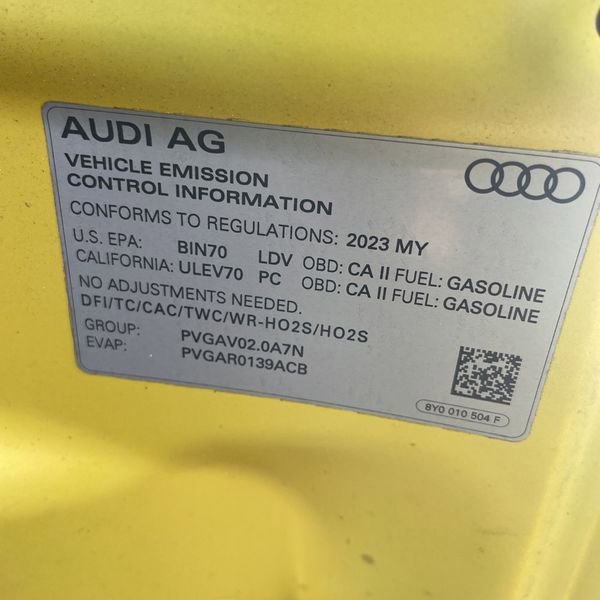 AUDI AG
VEHICLE EMISSION
CONTROL INFORMATION
CONFORMS TO REGULATIONS: 2023 MY
U.S. EPA: BIN70 LDV OBD: CA II FUEL: GASOLINE
CALIFORNIA: ULEV70 PC OBD: CA II FUEL: GASOLINE
NO ADJUSTMENTS NEEDED.
DFI/TC/CAC/TWC/WR-HO2S/HO2S
GROUP: PVGAV02.0A7N
EVAP: PVGAR0139ACB
8Y0 010 504 F